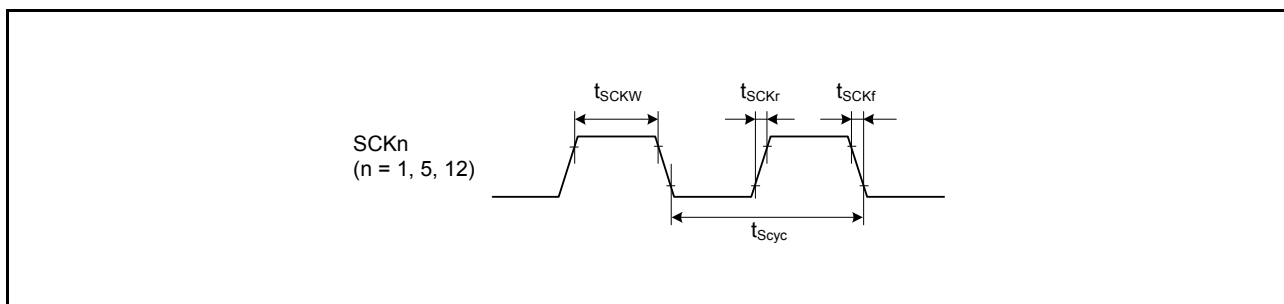 tSCKW
tSCKr
tSCKf
SCKn
(n = 1, 5, 12)
tScyc